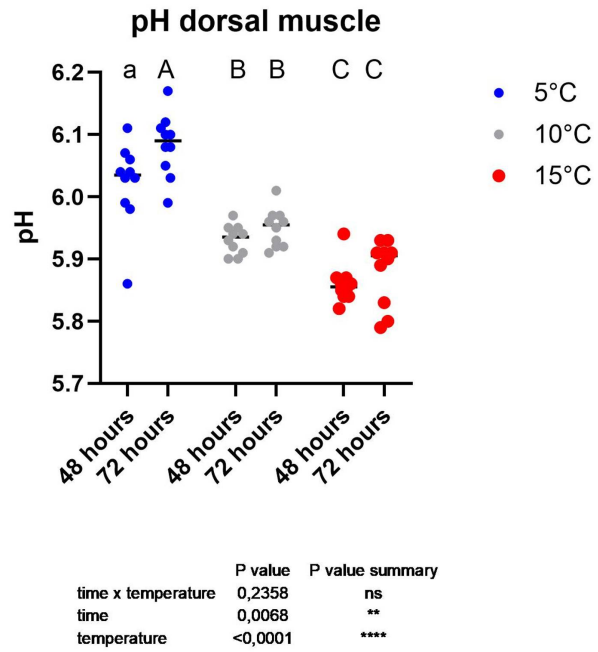 pH dorsal muscle
a A B B C C
6.2
6.1
6.0
5.9
5.8
5.7
pH
48 hours
72 hours
48 hours
72 hours
48 hours
72 hours
5°C
10°C
15°C
P value P value summary
time x temperature 0,2358 ns
time 0,0068 **
temperature <0,0001 ****